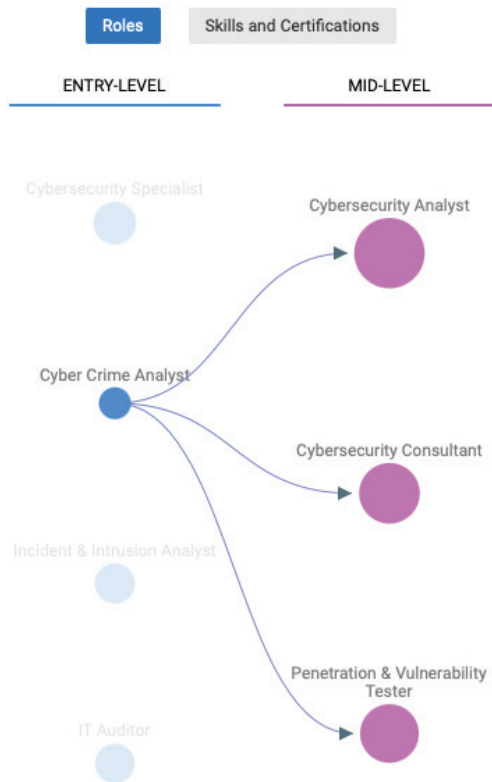 Roles
Skills and Certifications
ENTRY-LEVEL
MID-LEVEL
Cybersecurity Specialist
Cybersecurity Analyst
Cyber Crime Analyst
Cybersecurity Consultant
Incident & Intrusion Analyst
Penetration & Vulnerability
Tester
IT Auditor